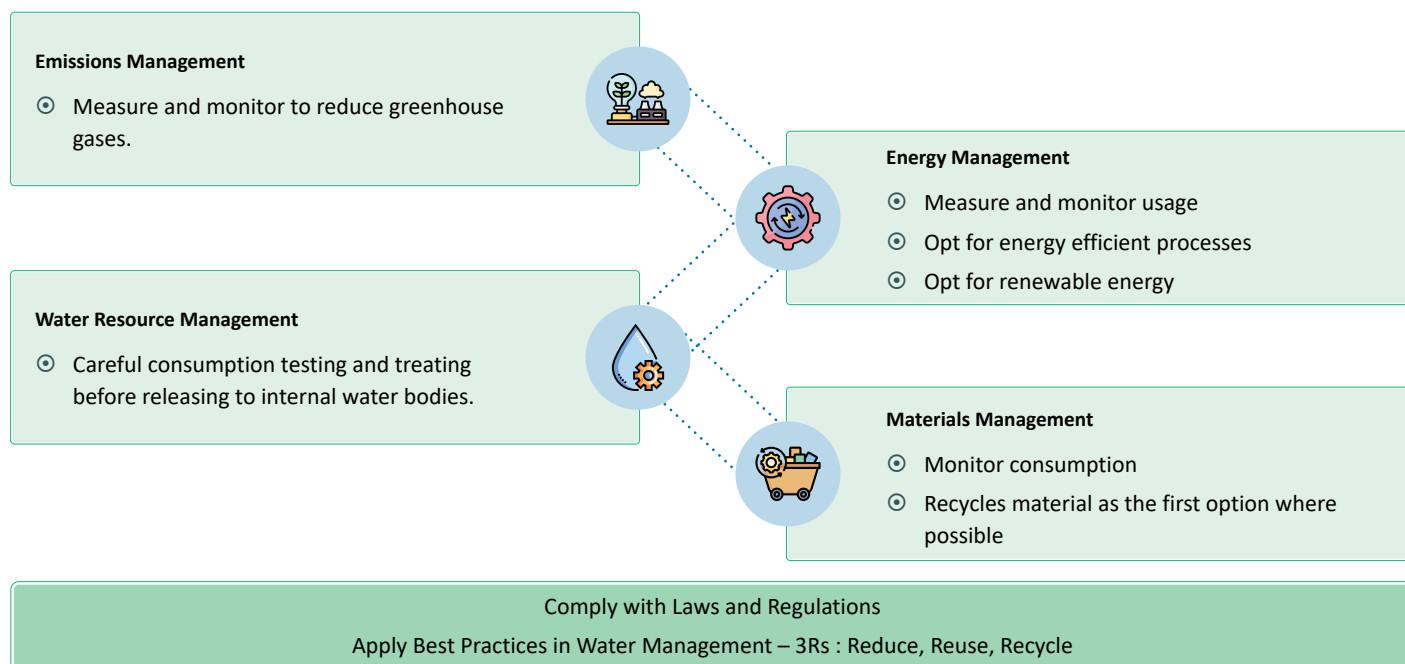 Emissions Management
Measure and monitor to reduce greenhouse
gases.
Energy Management
Measure and monitor usage
Opt for energy efficient processes
Opt for renewable energy
Water Resource Management
Careful consumption testing and treating
before releasing to internal water bodies.
Materials Management
Monitor consumption
Recycles material as the first option where
possible
Comply with Laws and Regulations
Apply Best Practices in Water Management – 3Rs : Reduce, Reuse, Recycle